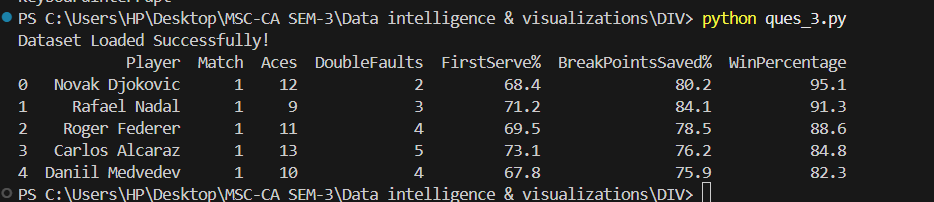 PS C:\Users\HP\Desktop\MSC-CA SEM-3\Data intelligence & visualizations\DIV> python ques_3.py
Dataset Loaded Successfully!
Player Match Aces DoubleFaults FirstServe% BreakPointsSaved% WinPercentage
0 Novak Djokovic 1 12 2 68.4 80.2 95.1
1 Rafael Nadal 1 9 3 71.2 84.1 91.3
2 Roger Federer 1 11 4 69.5 78.5 88.6
3 Carlos Alcaraz 1 13 5 73.1 76.2 84.8
4 Daniil Medvedev 1 10 4 67.8 75.9 82.3
PS C:\Users\HP\Desktop\MSC-CA SEM-3\Data intelligence & visualizations\DIV>